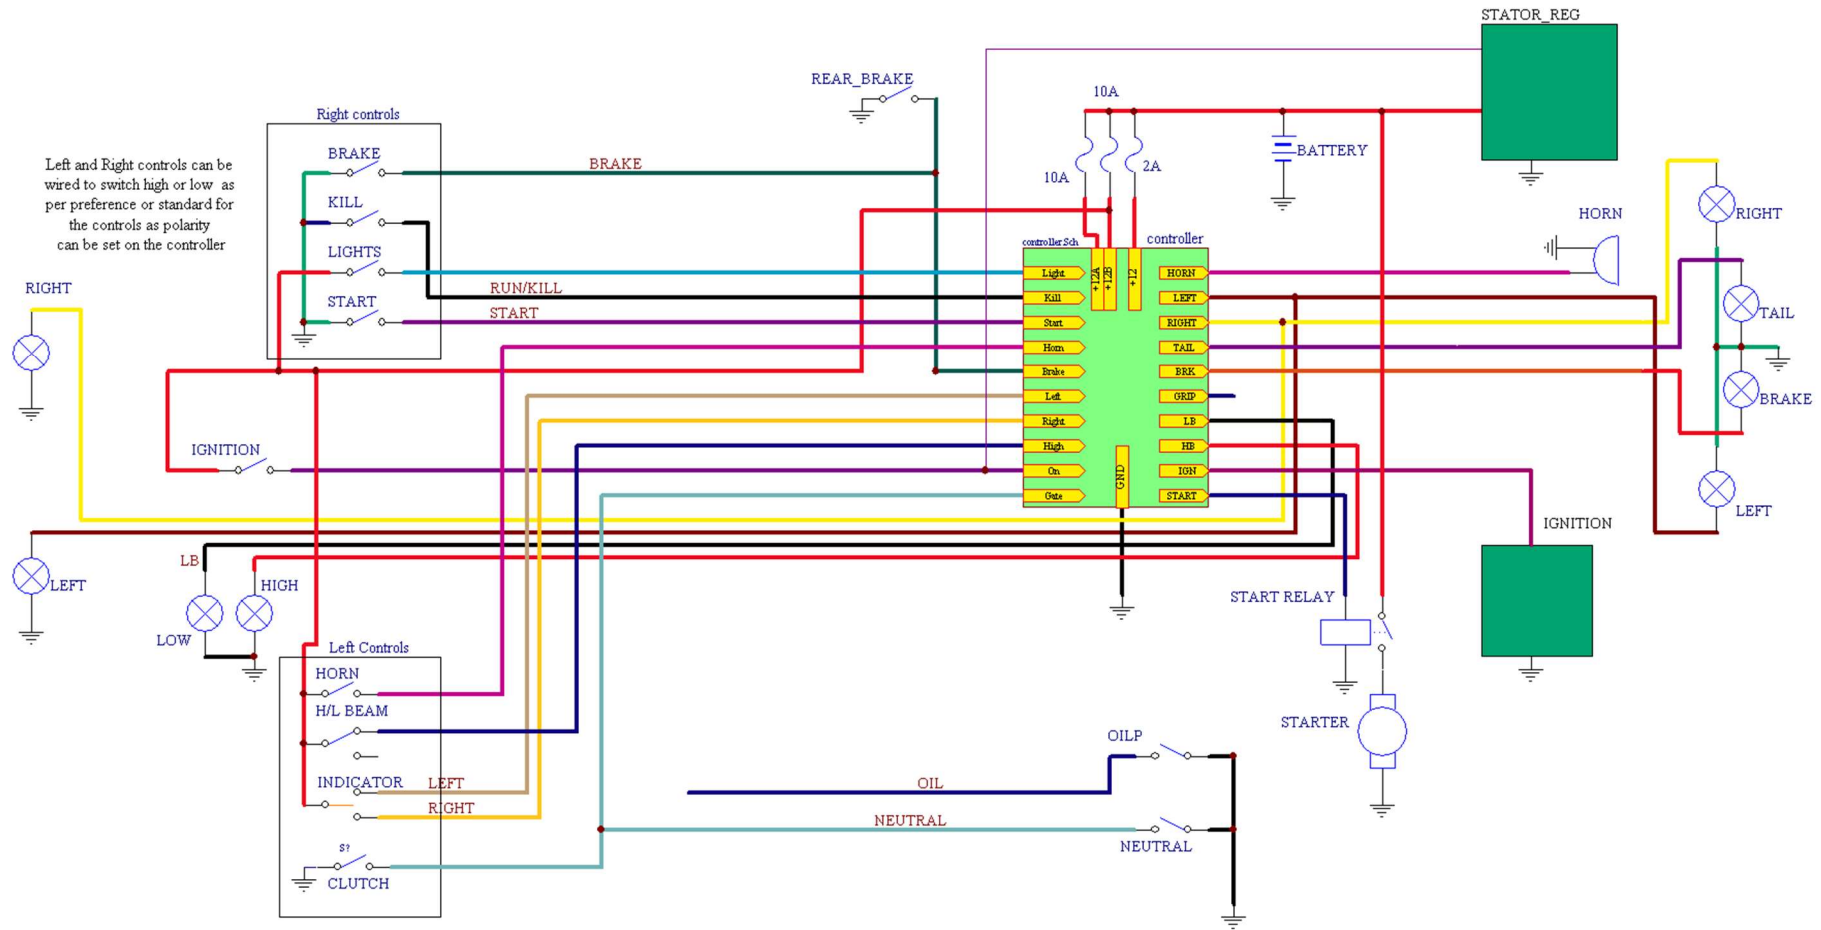 STATOR_REG
REAR_BRAKE
10A
Right controls
Left and Right controls can be
wired to switch high or low as
per preference or standard for
the controls as polarity
can be set on the controller
BRAKE
BRAKE
BATTERY
2A
10A
KILL
HORN
RIGHT
controller.Sch
controller
LIGHTS
RIGHT
RUN/KILL
START
START
TAIL
+12A
+12B
+12
Light
HORN
Kill
LEFT
Start
RIGHT
Horn
TAIL
Brake
BRK
Left
GRIP
Right
LB
High
HB
On
IGN
Gate
START
GND
BRAKE
IGNITION
LEFT
IGNITION
LB
LEFT
HIGH
START RELAY
LOW
Left Controls
HORN
H/L BEAM
STARTER
OILP
INDICATOR
LEFT
OIL
RIGHT
NEUTRAL
NEUTRAL
S?
CLUTCH